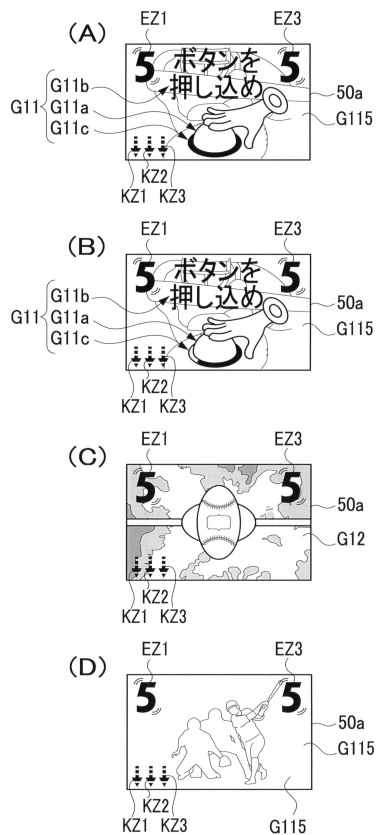 (A)
EZ1
EZ3
5
ボタンを
5
押し込め
G11
G11b
G11a
G11c
50a
G115
KZ1
KZ2
KZ3
(B)
EZ1
EZ3
5
ボタンを
5
押し込め
G11
G11b
G11a
G11c
50a
G115
KZ1
KZ2
KZ3
(C)
EZ1
EZ3
5
5
50a
G12
KZ1
KZ2
KZ3
(D)
EZ1
EZ3
5
5
50a
G115
KZ1
KZ2
KZ3
G115